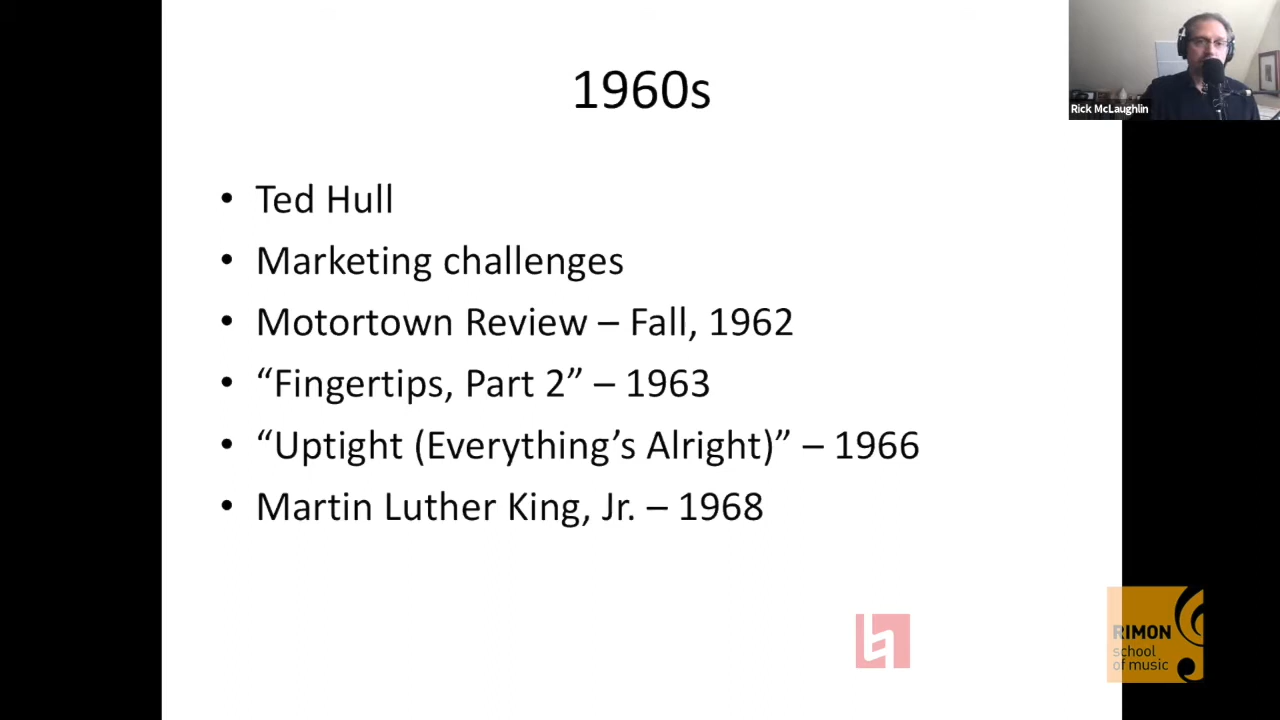 1960s
Rick McLaughlin
• Ted Hull
• Marketing challenges
• Motortown Review – Fall, 1962
• “Fingertips, Part 2” – 1963
• “Uptight (Everything’s Alright)” – 1966
• Martin Luther King, Jr. – 1968
RIMON
school
of music